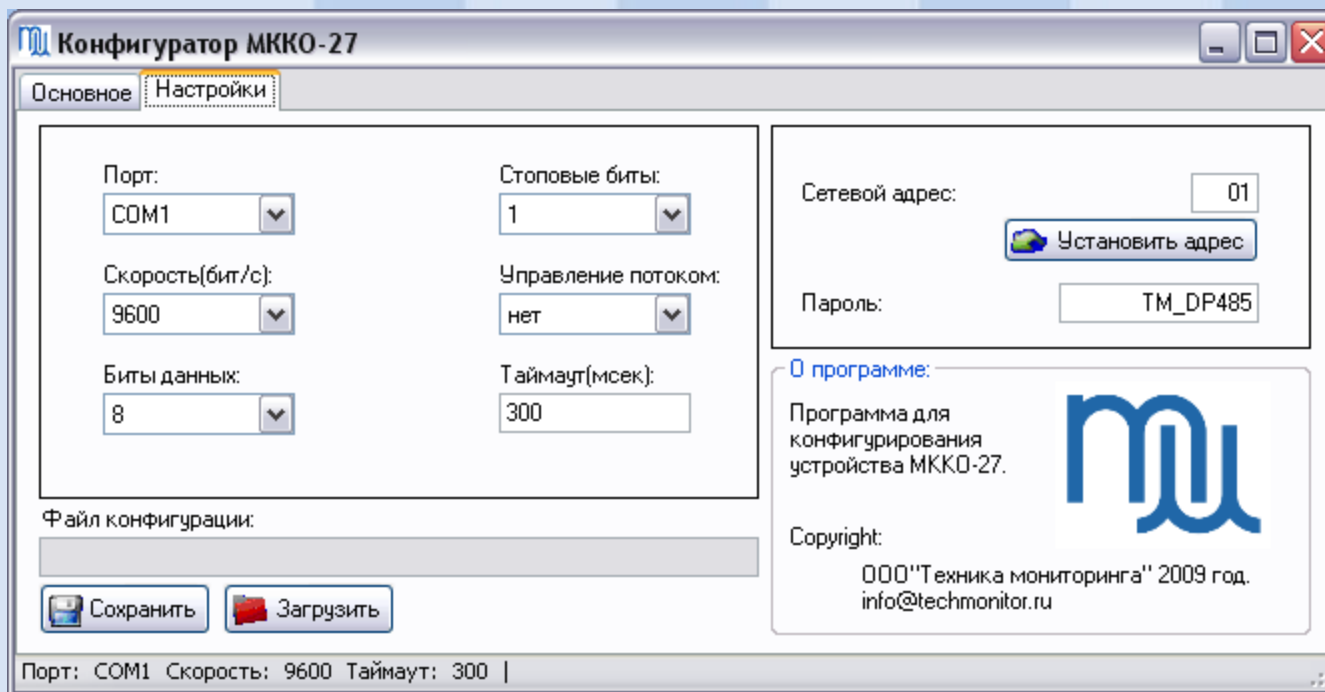 Конфигуратор МККО-27
Основное
Настройки
Порт:
COM1
Скорость(бит/с):
9600
Биты данных:
8
Стоповые биты:
1
Управление потоком:
нет
Таймаут(мсек):
300
Сетевой адрес:
01
Установить адрес
Пароль:
TM_DP485
Файл конфигурации:
Сохранить
Загрузить
О программе:
Программа для
конфигурирования
устройства МККО-27.
Copyright:
ООО"Техника мониторинга" 2009 год.
info@techmonitor.ru
Порт: COM1 Скорость: 9600 Таймаут: 300 |